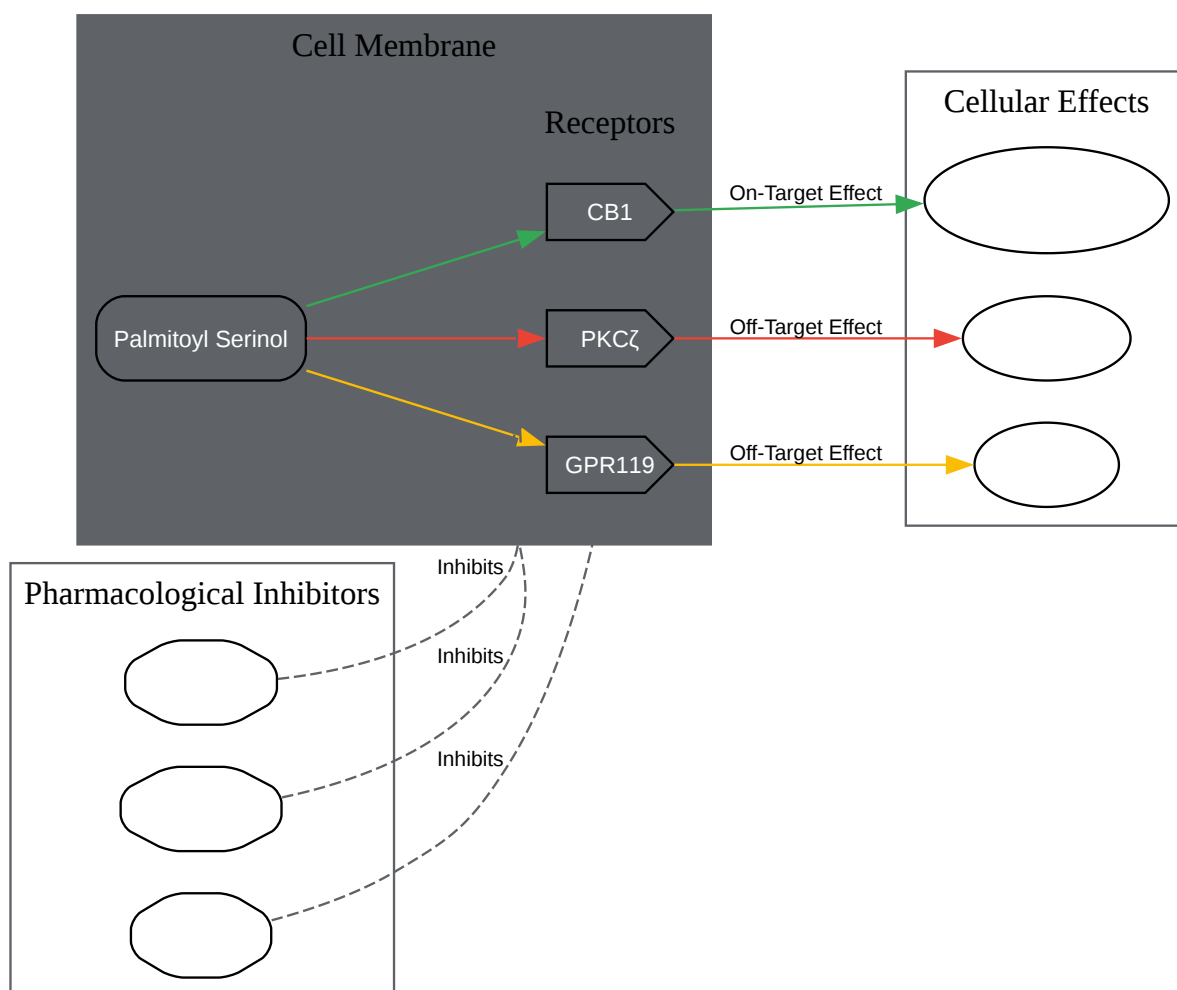 Cell Membrane
Receptors
Cellular Effects
CB1
On-Target Effect
Palmitoyl Serinol
PKCζ
Off-Target Effect
GPR119
Off-Target Effect
Pharmacological Inhibitors
Inhibits
Inhibits
Inhibits